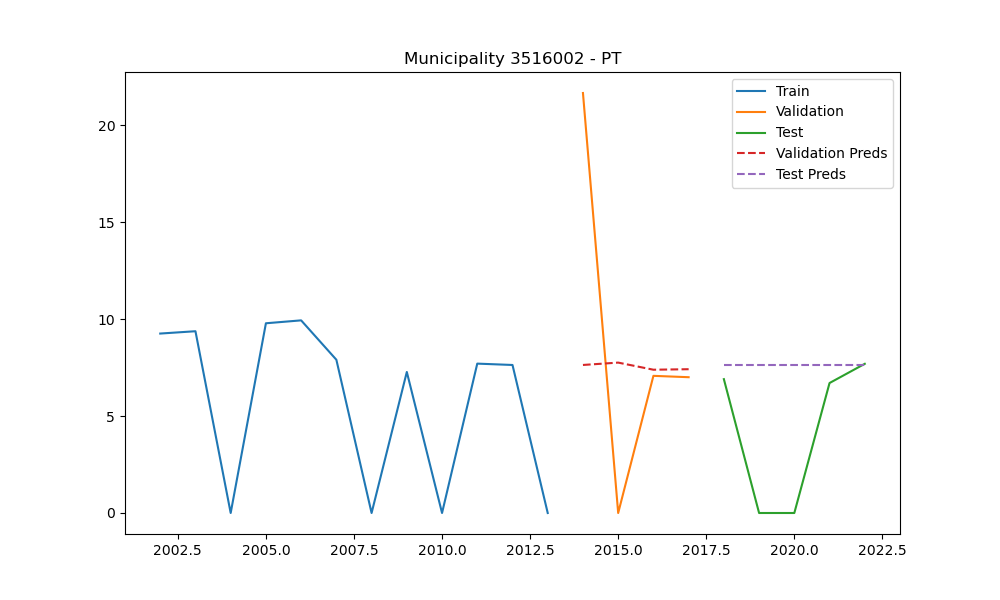 Municipality 3516002 - PT
Train
Validation
Test
Validation Preds
Test Preds
20
15
10
5
0
2002.5 2005.0 2007.5 2010.0 2012.5 2015.0 2017.5 2020.0 2022.5